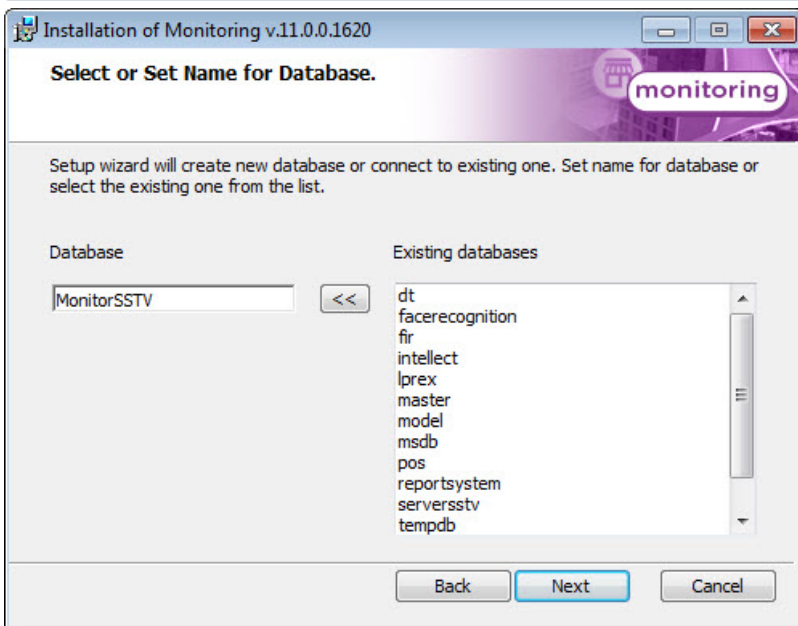 Installation of Monitoring v.11.0.0.1620
Select or Set Name for Database.
monitoring
Setup wizard will create new database or connect to existing one. Set name for database or
select the existing one from the list.
Database
Existing databases
MonitorSSTV
<<
dt
facerecognition
fir
intellect
lprex
master
model
msdb
pos
reportsystem
serversstv
tempdb
Back
Next
Cancel